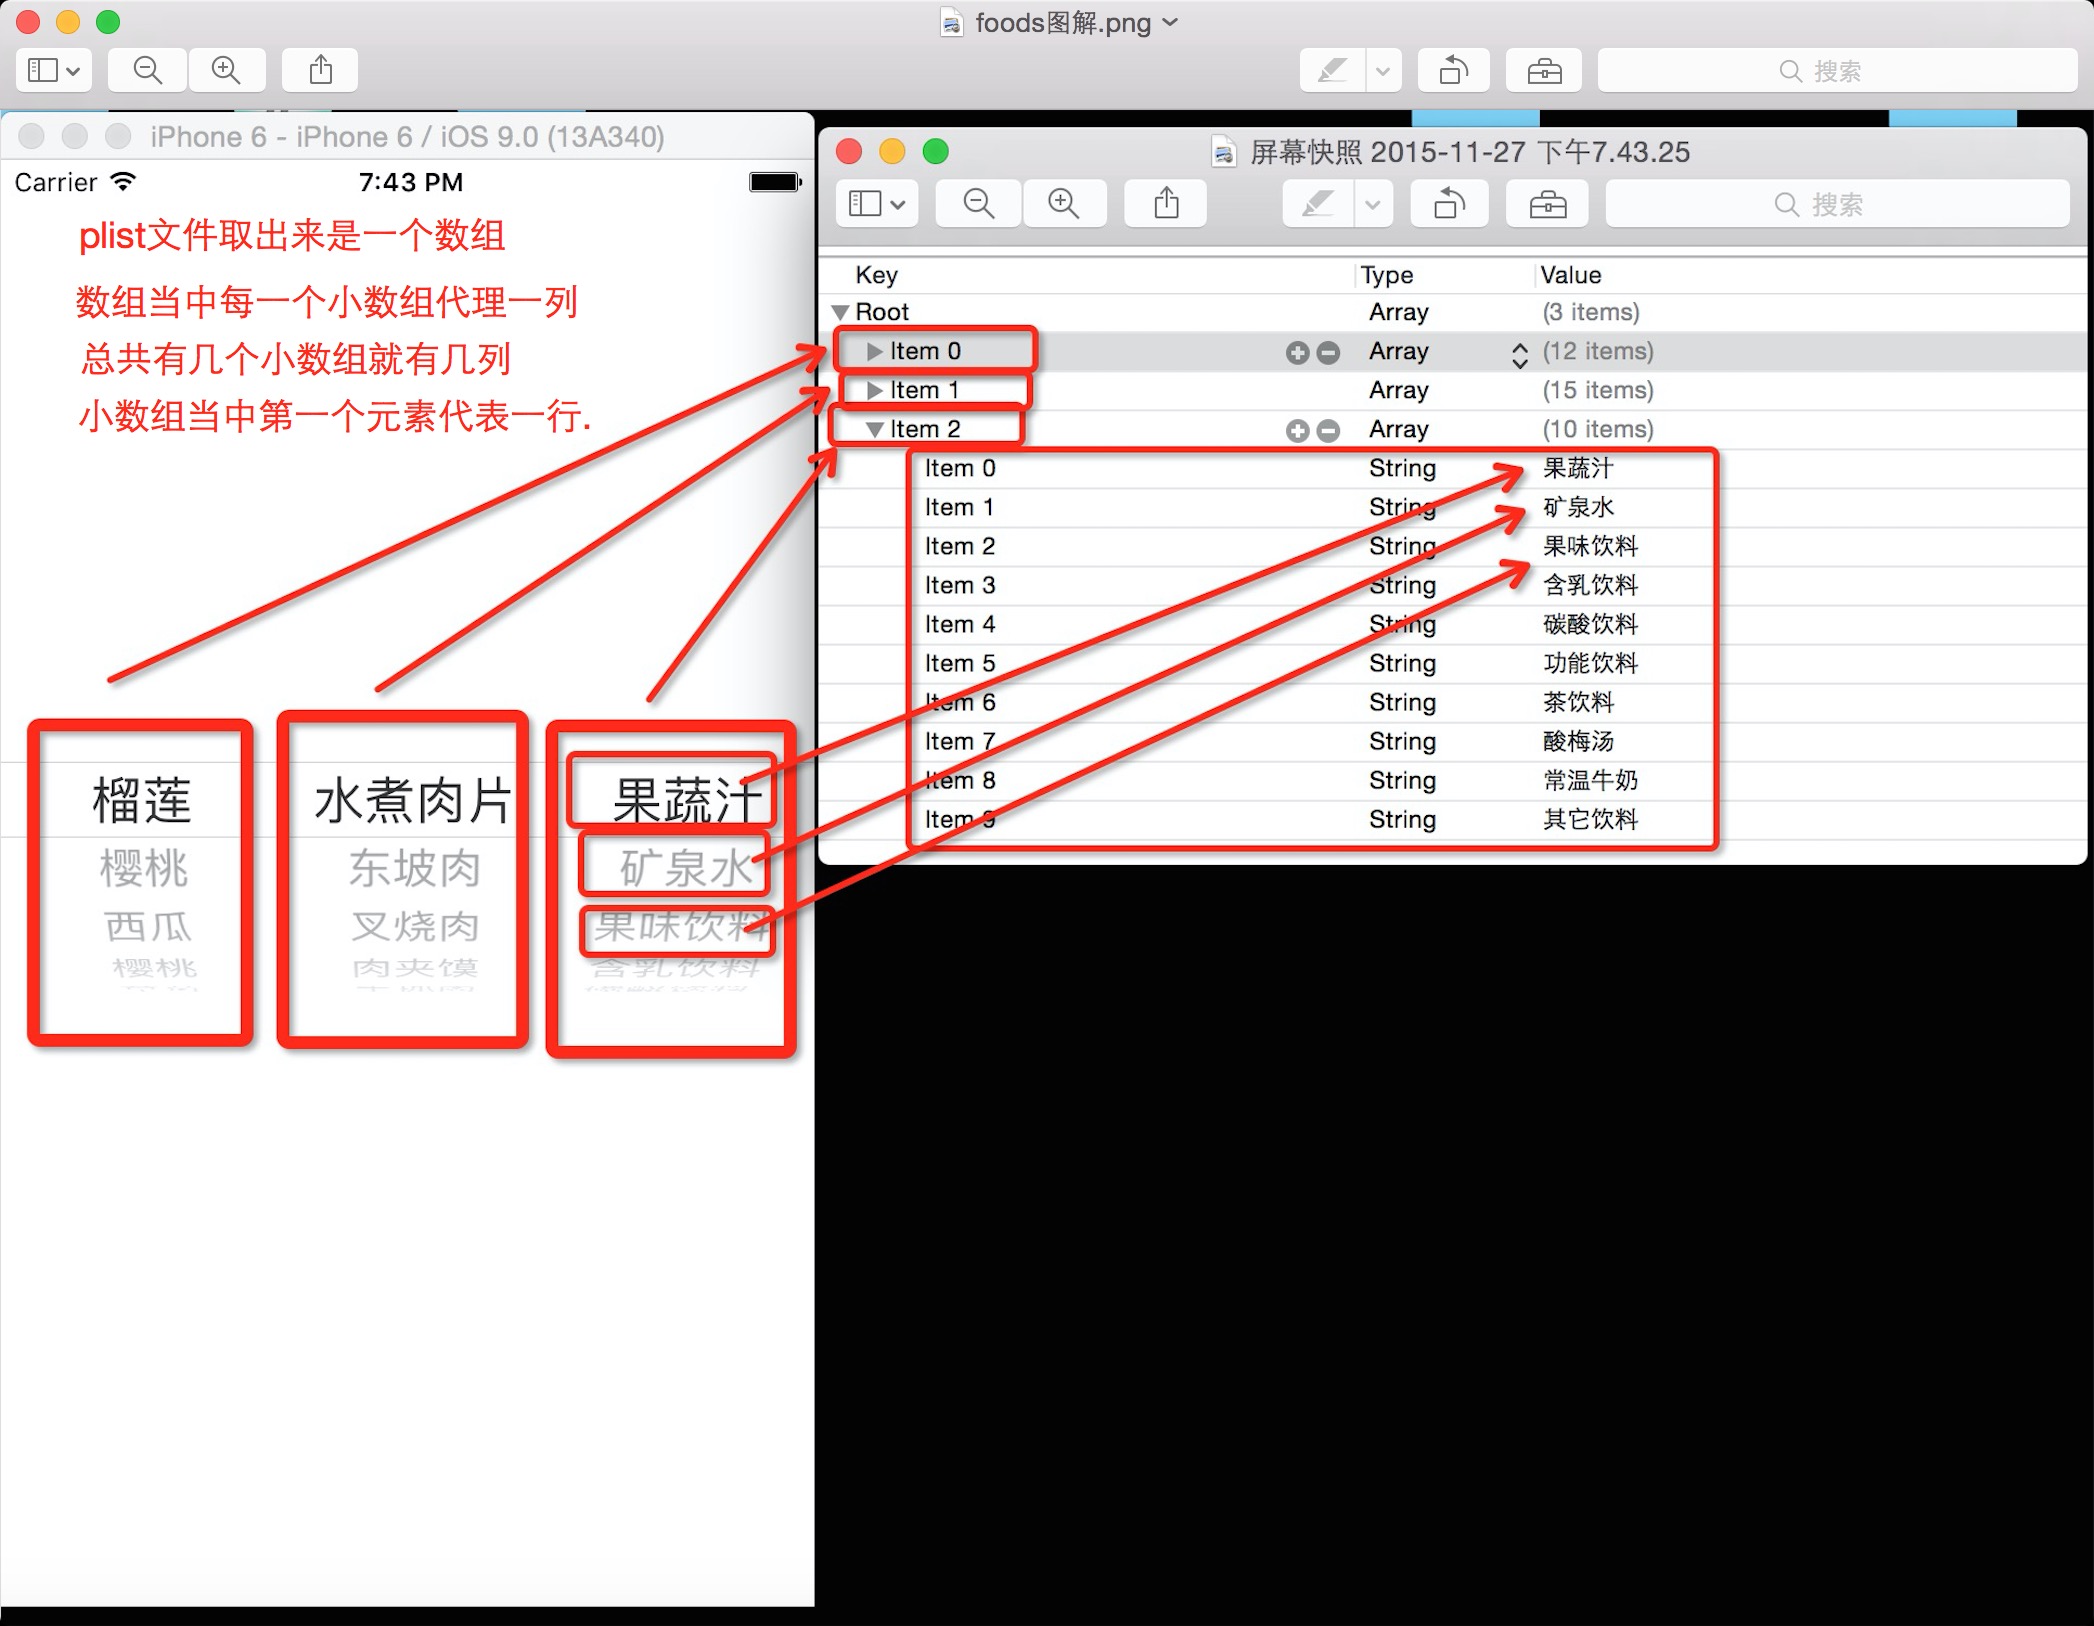 foods图解.png
搜索
iPhone 6 - iPhone 6 / iOS 9.0 (13A340)
Carrier 7:43 PM
plist文件取出来是一个数组
数组当中每一个小数组代理一列
总共有几个小数组就有几列
小数组当中第一个元素代表一行.
榴莲 水煮肉片 果蔬汁
樱桃 东坡肉 矿泉水
西瓜 叉烧肉 果味饮料
樱桃 肉夹馍 含乳饮料
屏幕快照 2015-11-27 下午7.43.25
搜索
Key Type Value
Root Array (3 items)
Item 0 Array (12 items)
Item 1 Array (15 items)
Item 2 Array (10 items)
Item 0 String 果蔬汁
Item 1 String 矿泉水
Item 2 String 果味饮料
Item 3 String 含乳饮料
Item 4 String 碳酸饮料
Item 5 String 功能饮料
Item 6 String 茶饮料
Item 7 String 酸梅汤
Item 8 String 常温牛奶
Item 9 String 其它饮料